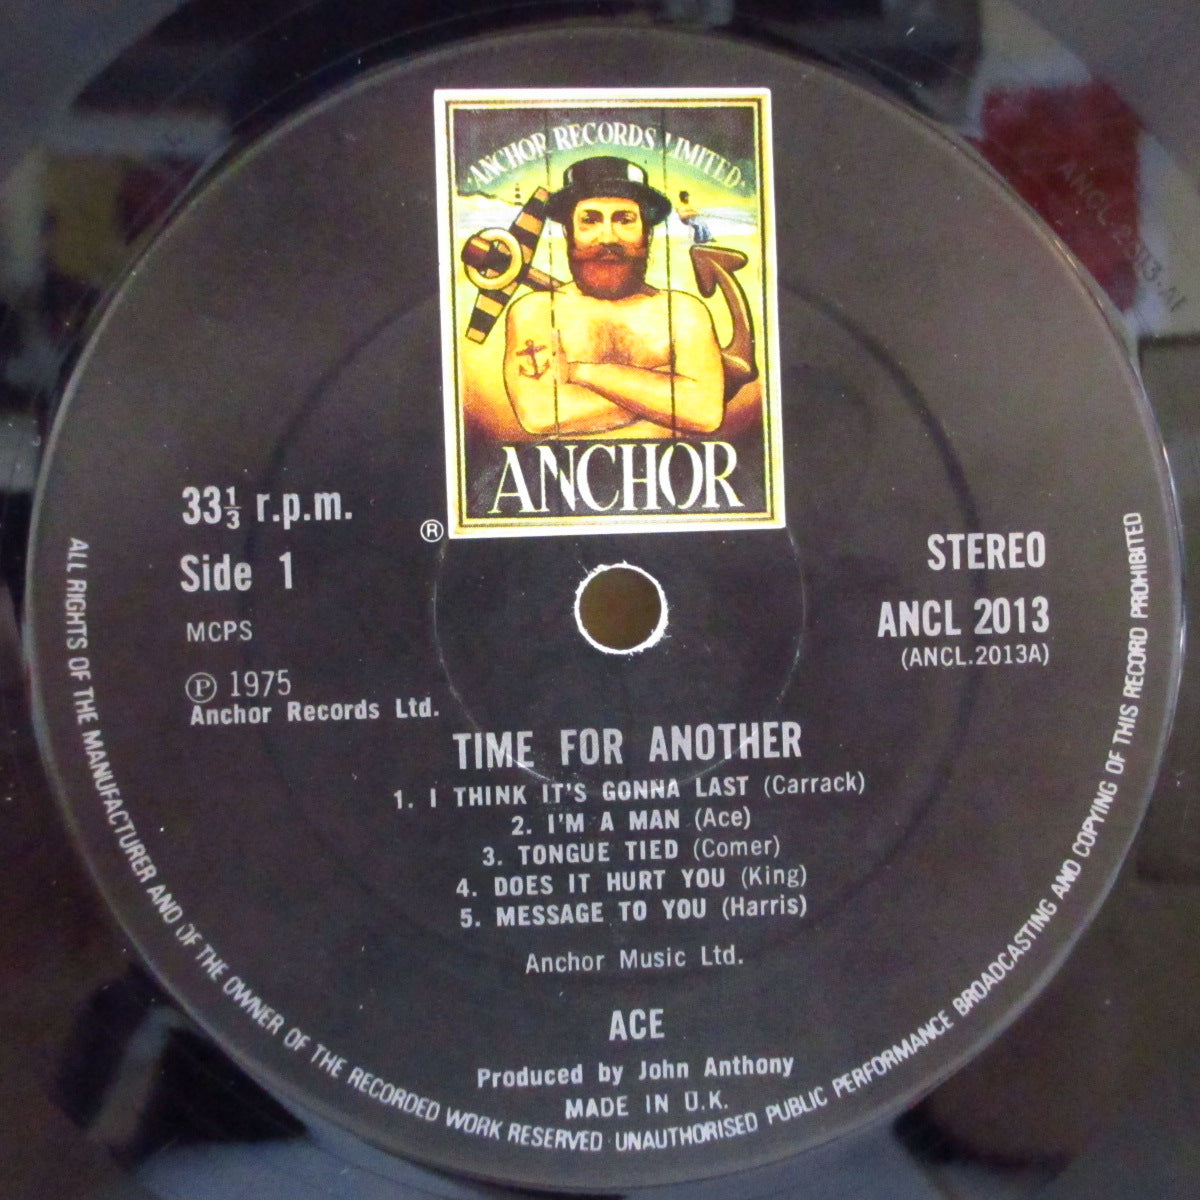 ANCHOR RECORDS LIMITED
ANCHOR
®
33⅓ r.p.m.
Side 1
MCPS
Ⓟ 1975
Anchor Records Ltd.
STEREO
ANCL 2013
(ANCL.2013A)
TIME FOR ANOTHER
1. I THINK IT'S GONNA LAST (Carrack)
2. I'M A MAN (Ace)
3. TONGUE TIED (Comer)
4. DOES IT HURT YOU (King)
5. MESSAGE TO YOU (Harris)
Anchor Music Ltd.
ACE
Produced by John Anthony
MADE IN U.K.
ALL RIGHTS OF THE MANUFACTURER AND OF THE OWNER OF THE RECORDED WORK RESERVED UNAUTHORISED PUBLIC PERFORMANCE BROADCASTING AND COPYING OF THIS RECORD PROHIBITED